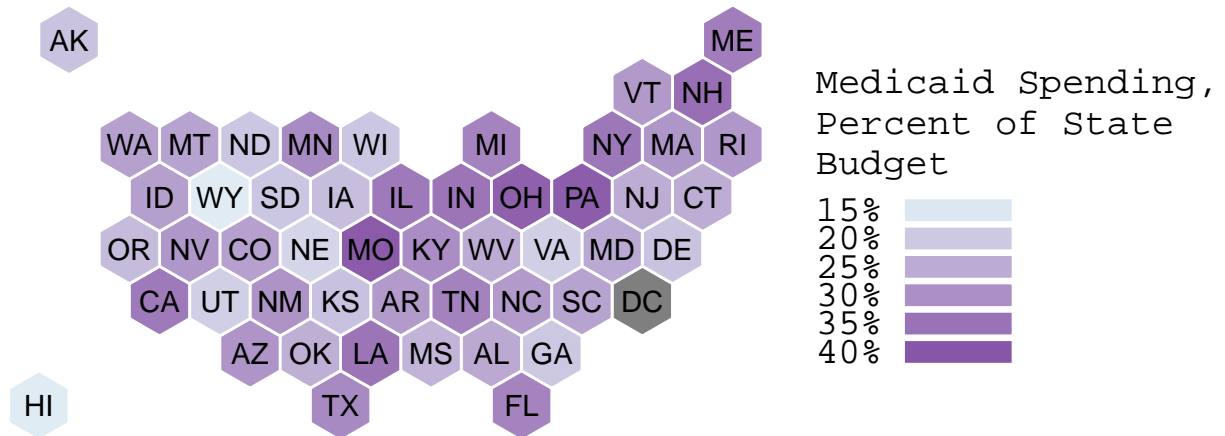 AK ME
VT NH
WA MT ND MN WI MI NY MA RI
ID WY SD IA IL IN OH PA NJ CT
OR NV CO NE MO KY WV VA MD DE
CA UT NM KS AR TN NC SC DC
AZ OK LA MS AL GA
HI TX FL
Medicaid Spending,
Percent of State
Budget
15%
20%
25%
30%
35%
40%